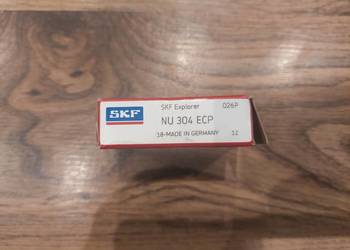 SKF Explorer 026P
SKF
NU 304 ECP
18-MADE IN GERMANY 12